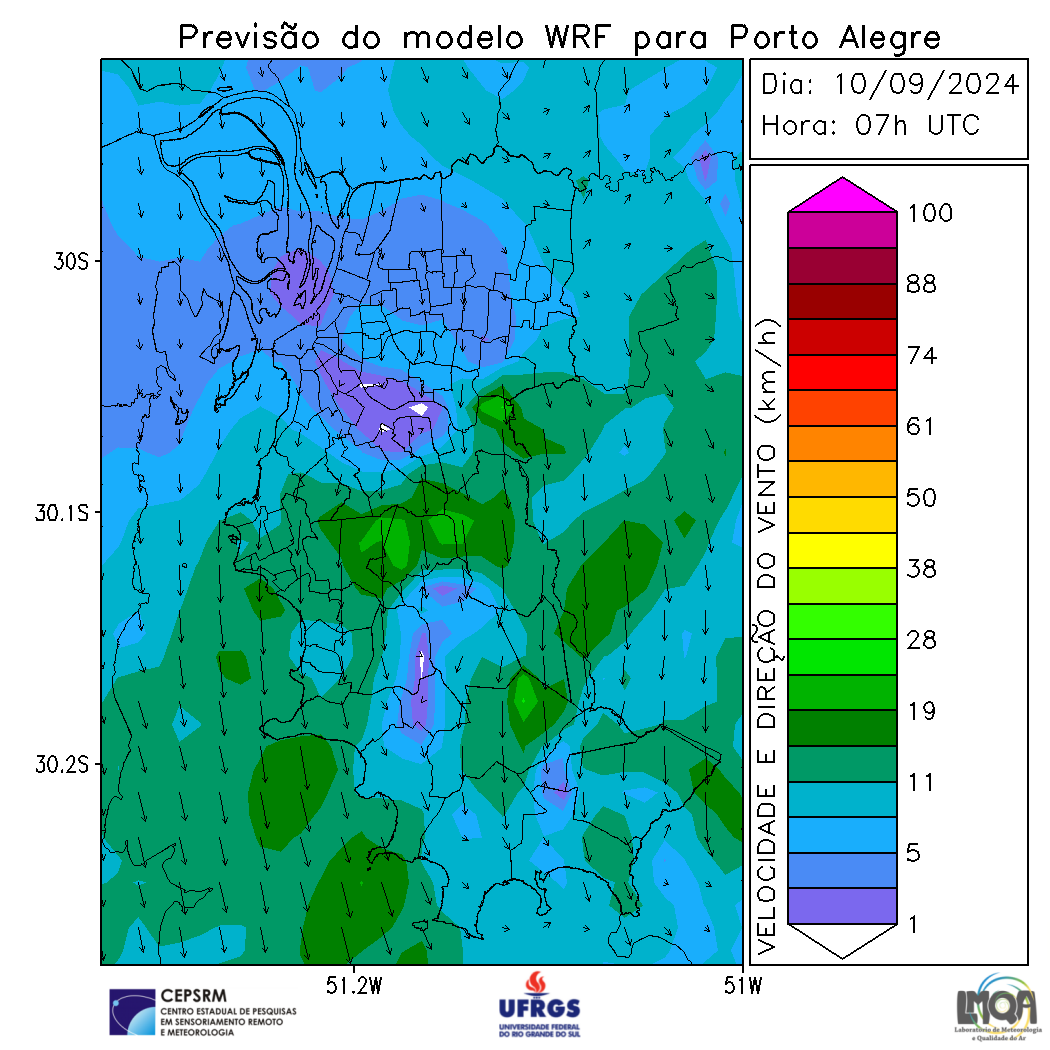 Previsão do modelo WRF para Porto Alegre
Dia: 10/09/2024
Hora: 07h UTC
30S
30.1S
30.2S
51.2W
51W
VELOCIDADE E DIREÇÃO DO VENTO (km/h)
100
88
74
61
50
38
28
19
11
5
1
CEPSRM
CENTRO ESTADUAL DE PESQUISAS
EM SENSORIAMENTO REMOTO
E METEOROLOGIA
UFRGS
UNIVERSIDADE FEDERAL
DO RIO GRANDE DO SUL
LMQA
Laboratório de Meteorologia
e Qualidade do Ar